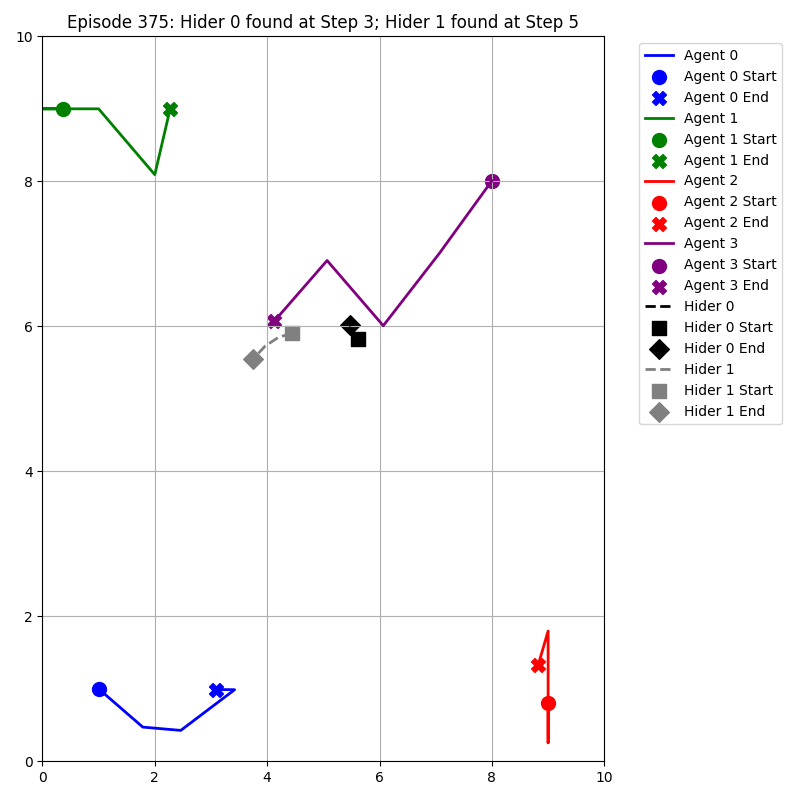 Episode 375: Hider 0 found at Step 3; Hider 1 found at Step 5
10
8
6
4
2
0
0 2 4 6 8 10
Agent 0
Agent 0 Start
Agent 0 End
Agent 1
Agent 1 Start
Agent 1 End
Agent 2
Agent 2 Start
Agent 2 End
Agent 3
Agent 3 Start
Agent 3 End
Hider 0
Hider 0 Start
Hider 0 End
Hider 1
Hider 1 Start
Hider 1 End